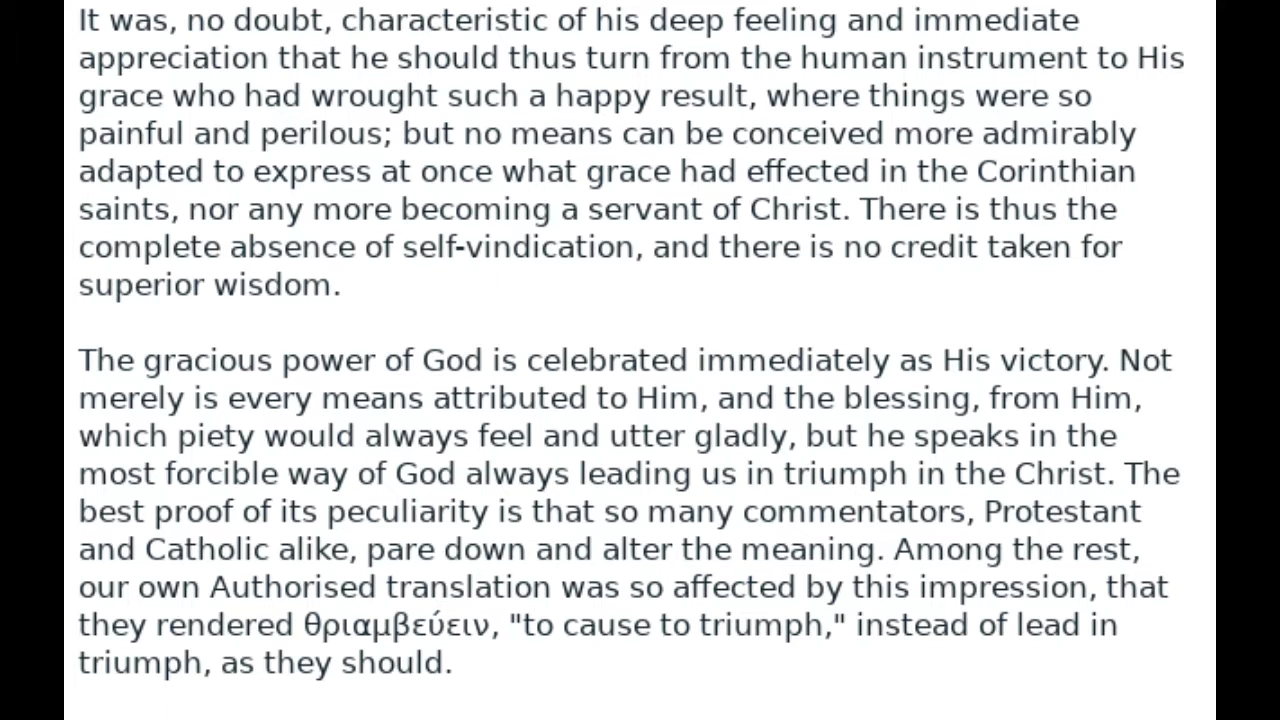 It was, no doubt, characteristic of his deep feeling and immediate
appreciation that he should thus turn from the human instrument to His
grace who had wrought such a happy result, where things were so
painful and perilous; but no means can be conceived more admirably
adapted to express at once what grace had effected in the Corinthian
saints, nor any more becoming a servant of Christ. There is thus the
complete absence of self-vindication, and there is no credit taken for
superior wisdom.
The gracious power of God is celebrated immediately as His victory. Not
merely is every means attributed to Him, and the blessing, from Him,
which piety would always feel and utter gladly, but he speaks in the
most forcible way of God always leading us in triumph in the Christ. The
best proof of its peculiarity is that so many commentators, Protestant
and Catholic alike, pare down and alter the meaning. Among the rest,
our own Authorised translation was so affected by this impression, that
they rendered θριαμβεύειν, "to cause to triumph," instead of lead in
triumph, as they should.